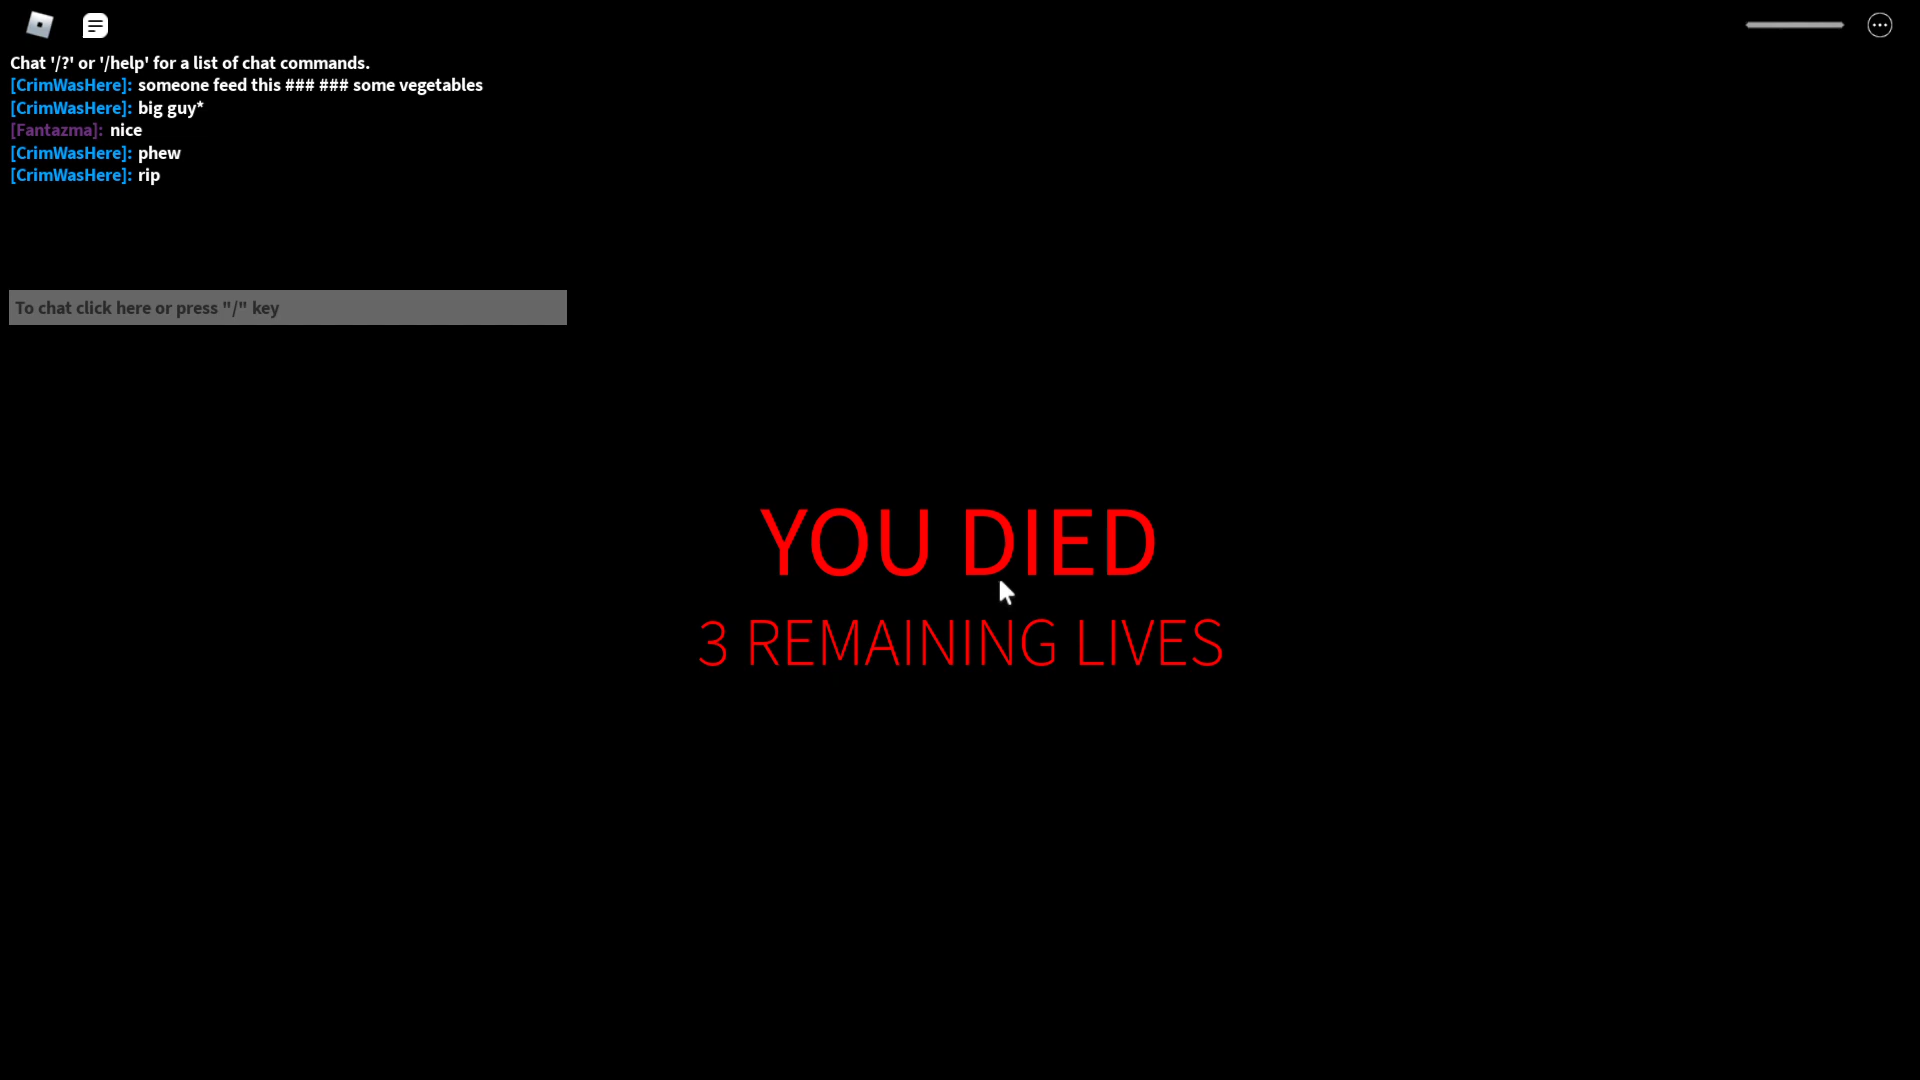 Chat '/?' or '/help' for a list of chat commands.
[CrimWasHere]: someone feed this ### ### some vegetables
[CrimWasHere]: big guy*
[Fantazma]: nice
[CrimWasHere]: phew
[CrimWasHere]: rip
To chat click here or press "/" key
YOU DIED
3 REMAINING LIVES